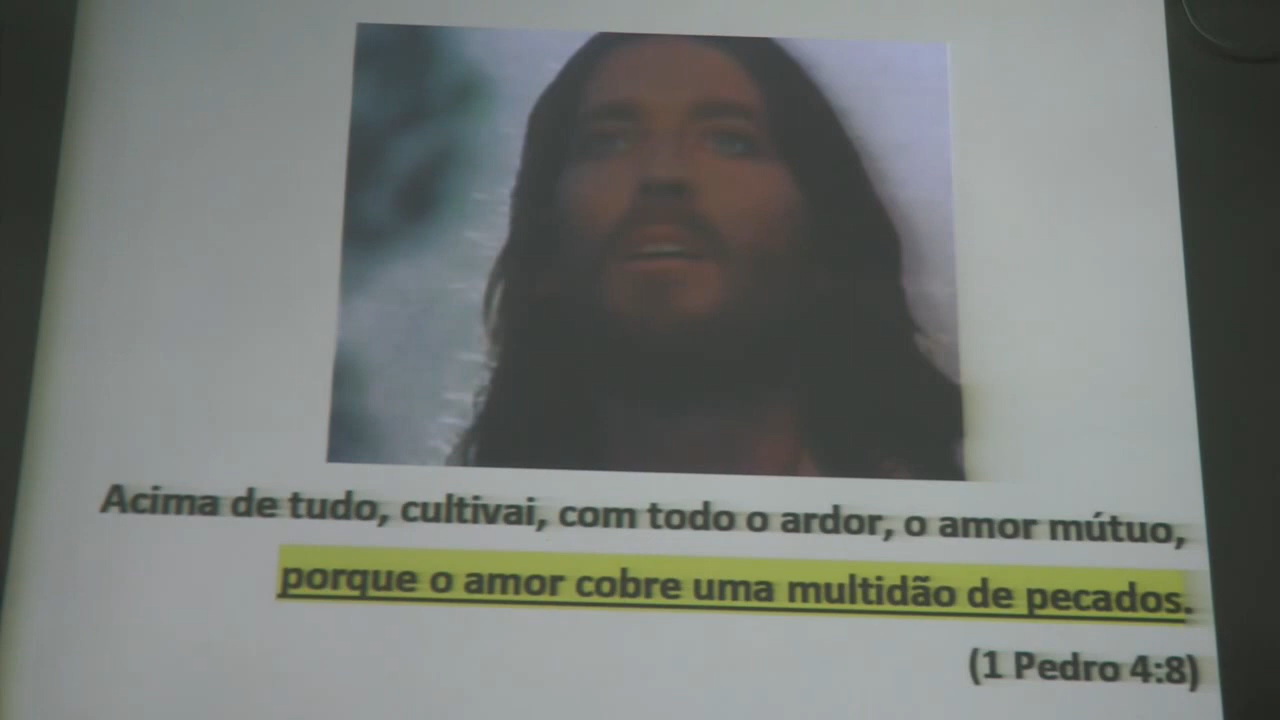 Acima de tudo, cultivai, com todo o ardor, o amor mútuo,
porque o amor cobre uma multidão de pecados.
(1 Pedro 4:8)